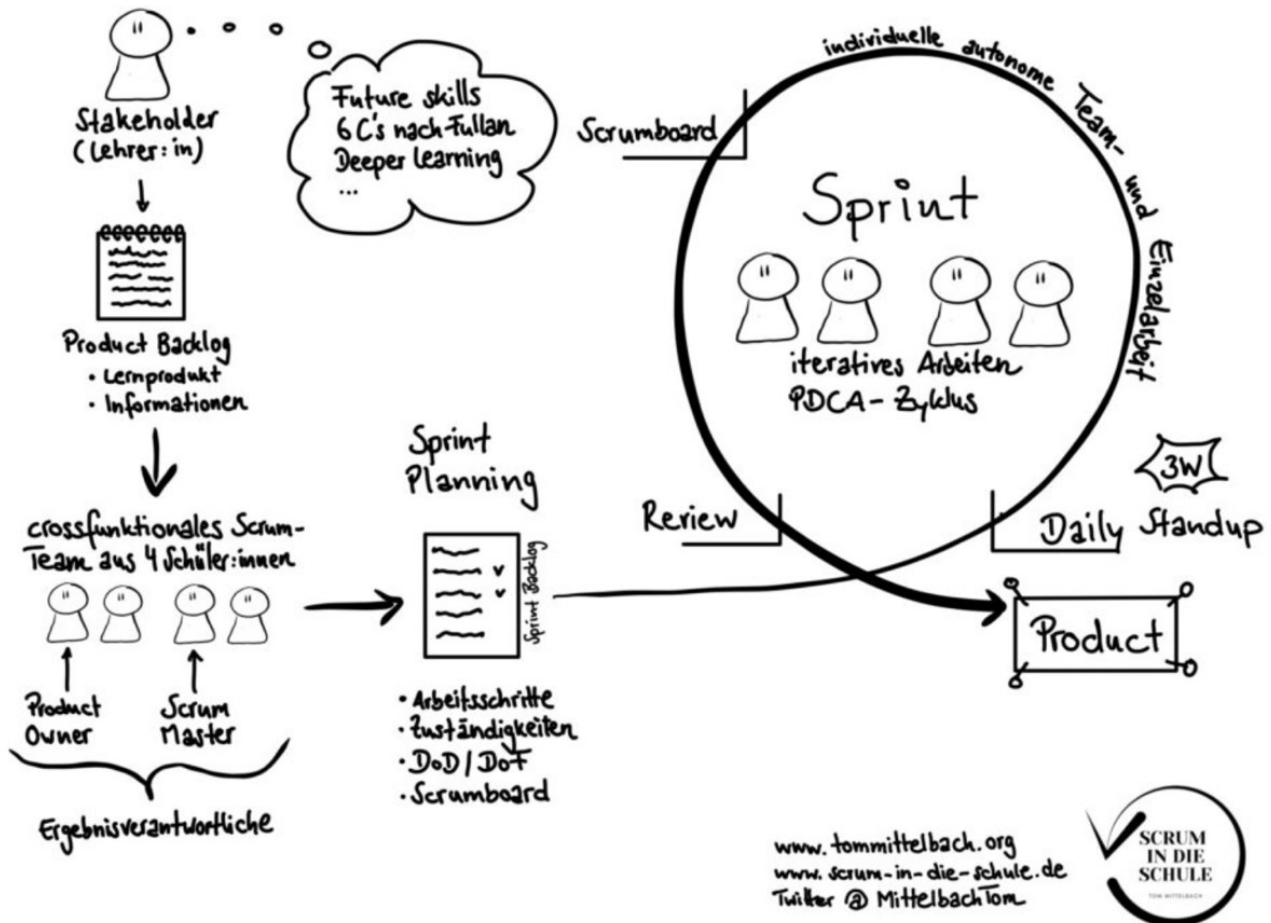 Stakeholder
(Lehrer:in)
Future skills
6 C's nach Fullan
Deeper Learning
...
Product Backlog
• Lernprodukt
• Informationen
crossfunktionales Scrum-
Team aus 4 Schüler:innen
Product
Owner
Scrum
Master
Ergebnisverantwortliche
Sprint
Planning
Sprint Backlog
• Arbeitsschritte
• Zuständigkeiten
• DoD / DoF
• Scrumboard
Scrumboard
individuelle autonome Team- und Einzelarbeit
Sprint
iteratives Arbeiten
PDCA-Zyklus
Review
3W
Daily Standup
Product
www.tommittelbach.org
www.scrum-in-die-schule.de
Twitter @ MittelbachTom
SCRUM
IN DIE
SCHULE
TOM MITTELBACH